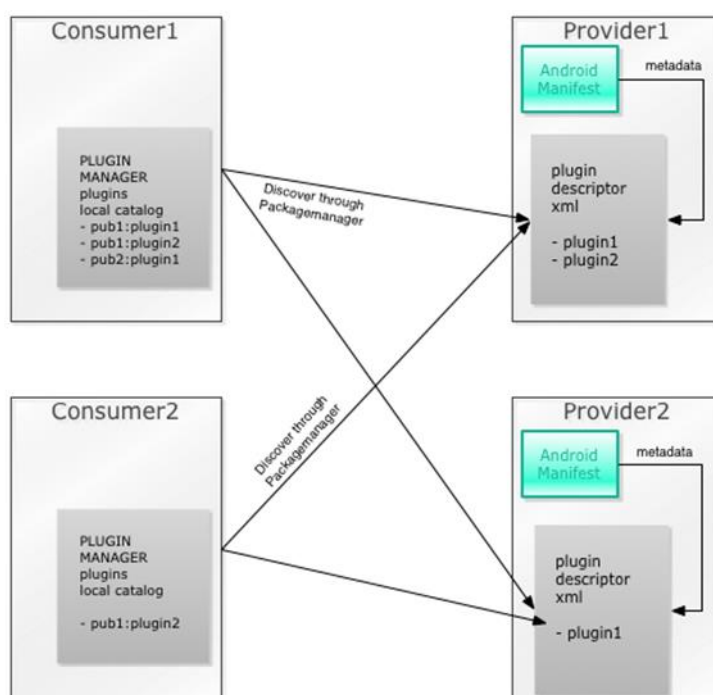 Consumer1
PLUGIN
MANAGER
plugins
local catalog
- pub1:plugin1
- pub1:plugin2
- pub2:plugin1
Discover through
Packagemanager
Provider1
Android
Manifest
metadata
plugin
descriptor
xml
- plugin1
- plugin2
Consumer2
PLUGIN
MANAGER
plugins
local catalog
- pub1:plugin2
Discover through
Packagemanager
Provider2
Android
Manifest
metadata
plugin
descriptor
xml
- plugin1